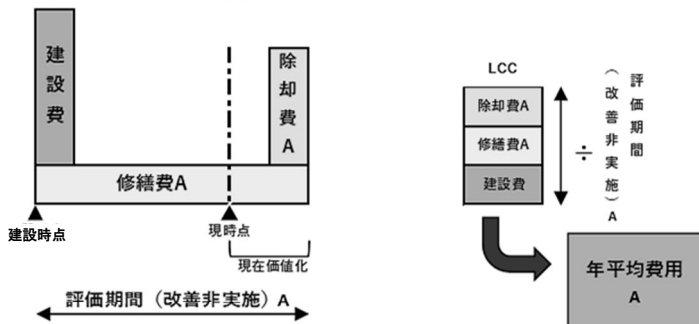 建設費
除却費A
修繕費A
建設時点
現時点
現在価値化
評価期間（改善非実施）A
LCC
除却費A
修繕費A
建設費
÷
評価期間
（改善非実施）A
年平均費用
A